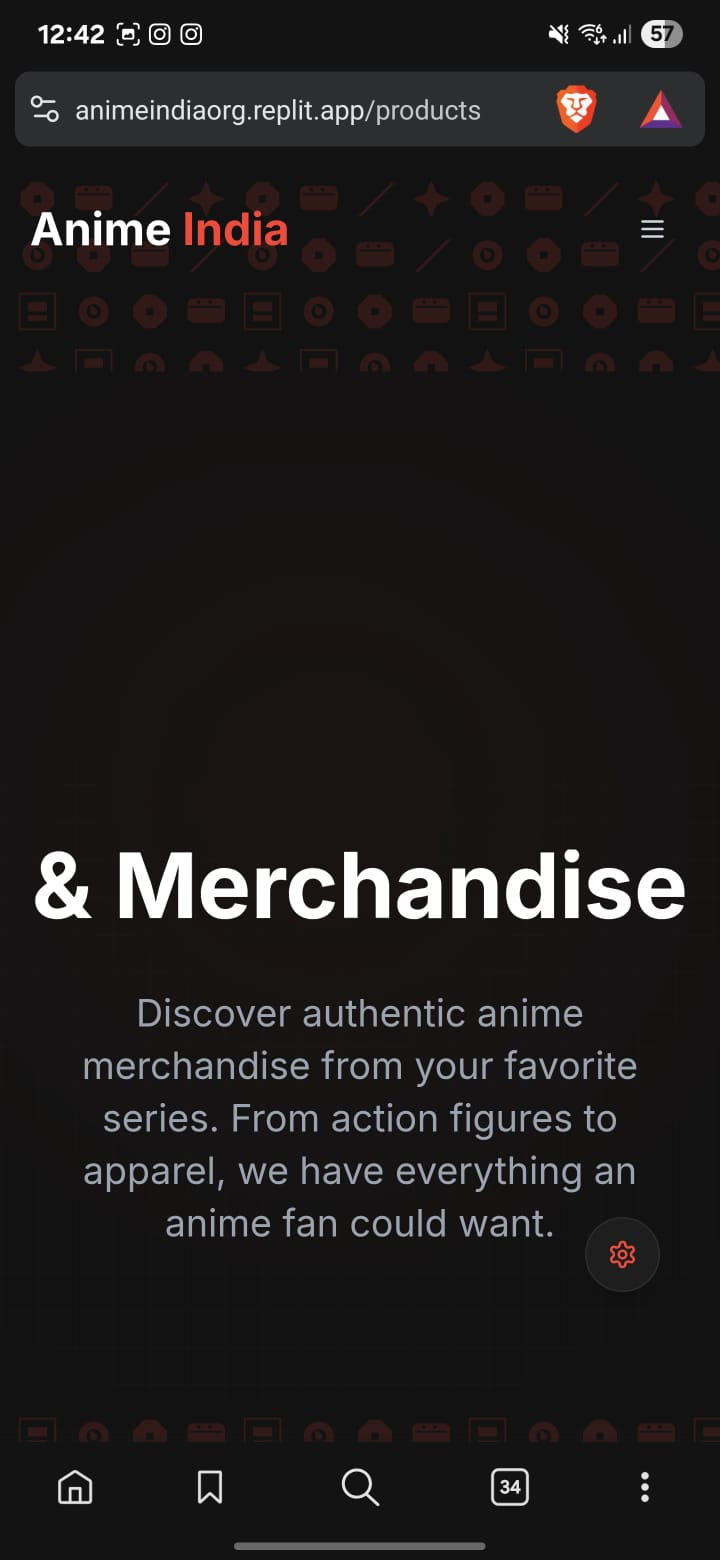 12:42
57
animeindiaorg.replit.app/products
Anime India
& Merchandise
Discover authentic anime
merchandise from your favorite
series. From action figures to
apparel, we have everything an
anime fan could want.
34